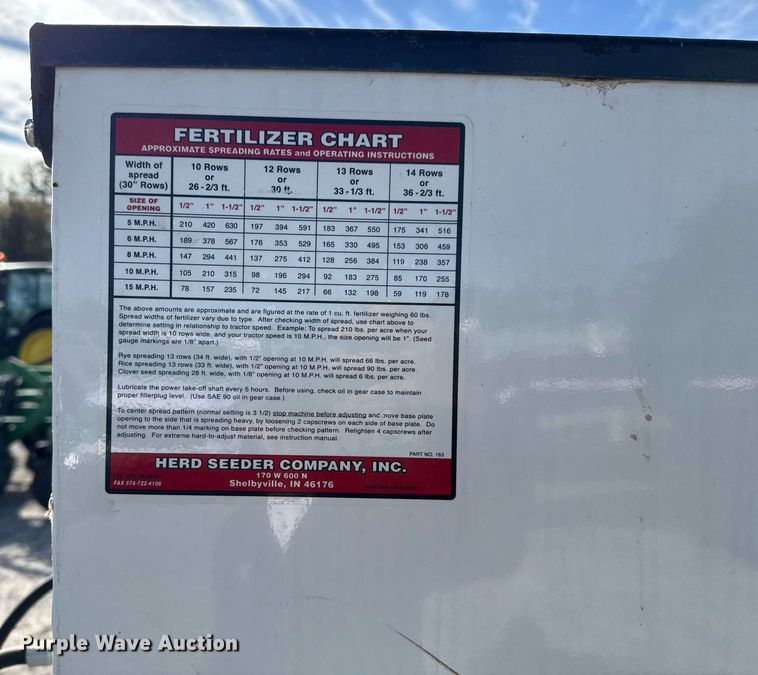 FERTILIZER CHART
APPROXIMATE SPREADING RATES and OPERATING INSTRUCTIONS
Width of spread (30" Rows) 10 Rows or 26 - 2/3 ft. 12 Rows or 30 ft. 13 Rows or 33 - 1/3 ft. 14 Rows or 36 - 2/3 ft.
SIZE OF OPENING 1/2" 1" 1-1/2" 1/2" 1" 1-1/2" 1/2" 1" 1-1/2" 1/2" 1" 1-1/2"
5 M.P.H. 210 420 630 197 394 591 183 367 550 175 341 516
6 M.P.H. 189 378 567 176 353 529 165 330 495 153 306 459
8 M.P.H. 147 294 441 137 275 412 128 256 384 119 238 357
10 M.P.H. 105 210 315 98 196 294 92 183 275 85 170 255
15 M.P.H. 78 157 235 72 145 217 66 132 198 59 119 178
The above amounts are approximate and are figured at the rate of 1 cu. ft. fertilizer weighing 60 lbs.
Spread widths of fertilizer vary due to type. After checking width of spread, use chart above to
determine setting in relationship to tractor speed. Example: To spread 210 lbs. per acre when your
spread width is 10 rows wide, and your tractor speed is 10 M.P.H., the size opening will be 1". (Seed
gauge markings are 1/8" apart.)
Rye spreading 13 rows (34 ft. wide), with 1/2" opening at 10 M.P.H. will spread 66 lbs. per acre.
Rice spreading 13 rows (33 ft. wide), with 1/2" opening at 10 M.P.H. will spread 90 lbs. per acre.
Clover seed spreading 28 ft. wide, with 1/8" opening at 10 M.P.H. will spread 6 lbs. per acre.
Lubricate the power take-off shaft every 5 hours. Before using, check oil in gear case to maintain
proper fillerplug level. (Use SAE 90 oil in gear case.)
To center spread pattern (normal setting is 3 1/2) stop machine before adjusting and move base plate
opening to the side that is spreading heavy, by loosening 2 capscrews on each side of base plate. Do
not move more than 1/4 marking on base plate before checking pattern. Retighten 4 capscrews after
adjusting. For extreme hard-to-adjust material, see instruction manual.
PART NO. 163
HERD SEEDER COMPANY, INC.
170 W 600 N
FAX 574-722-4106 Shelbyville, IN 46176
Purple Wave Auction